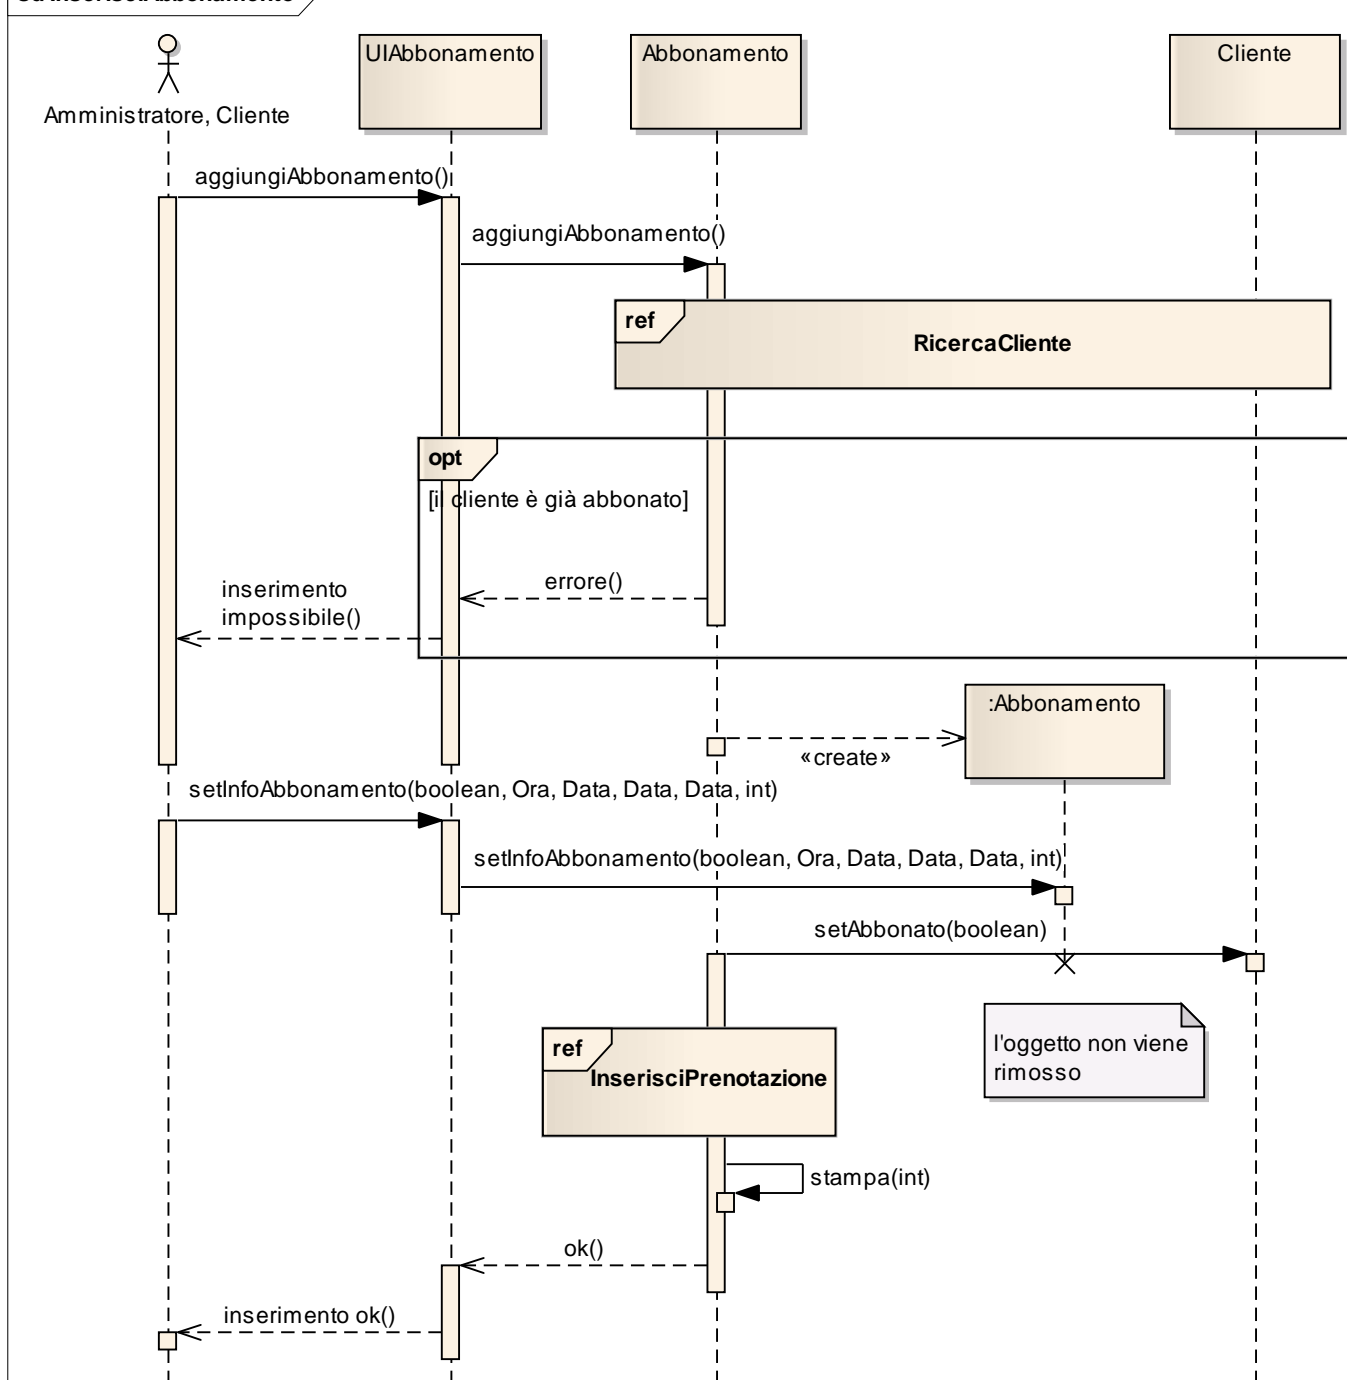 UIAbbonamento
Abbonamento
Cliente
Amministratore, Cliente
aggiungiAbbonamento()
aggiungiAbbonamento()
ref
RicercaCliente
opt
[il cliente è già abbonato]
errore()
inserimento
impossibile()
:Abbonamento
«create»
setInfoAbbonamento(boolean, Ora, Data, Data, Data, int)
setInfoAbbonamento(boolean, Ora, Data, Data, Data, int)
setAbbonato(boolean)
l'oggetto non viene
rimosso
ref
InserisciPrenotazione
stampa(int)
ok()
inserimento ok()